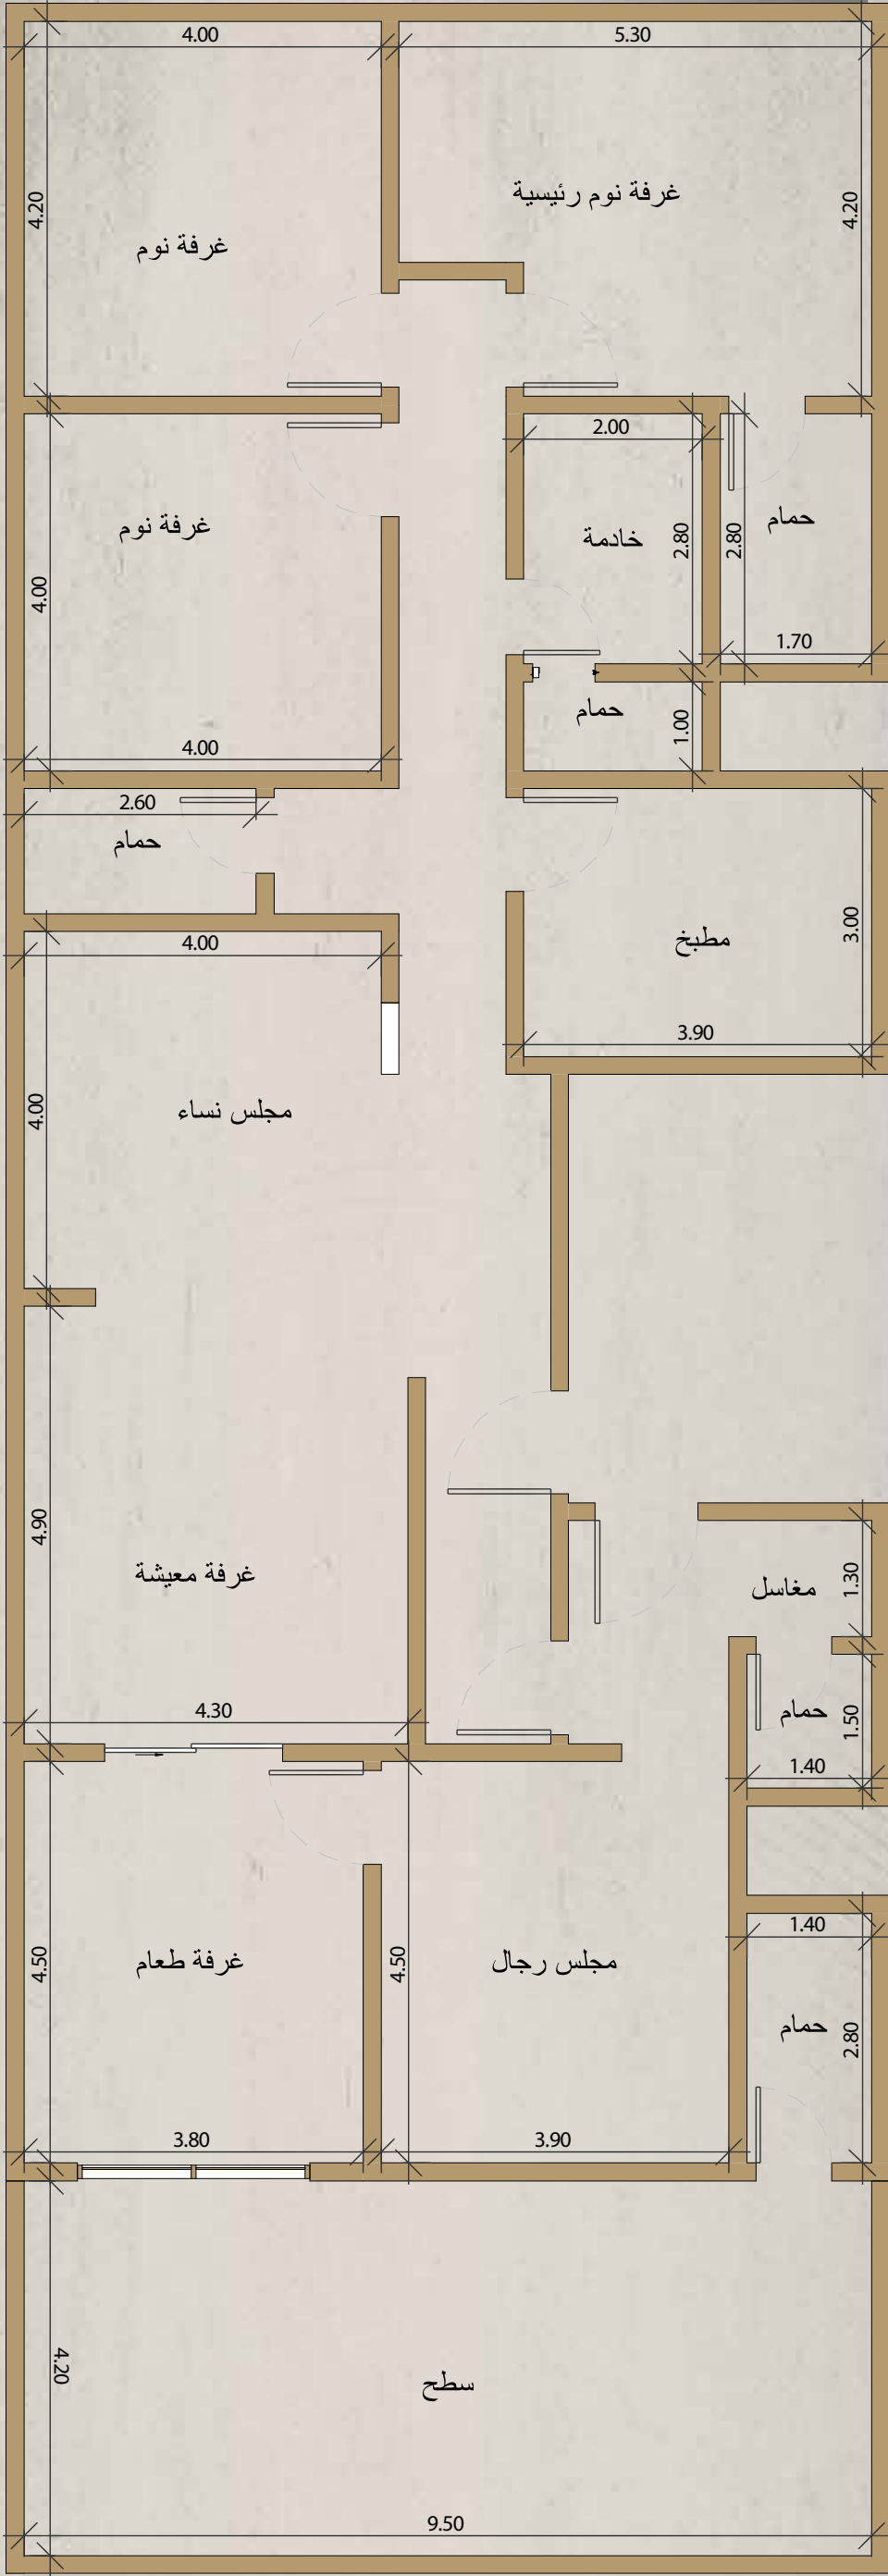 4.00
5.30
4.20
4.20
غرفة نوم رئيسية
غرفة نوم
2.00
غرفة نوم
حمام
خادمة
2.80
2.80
4.00
1.70
حمام
1.00
4.00
2.60
حمام
3.00
مطبخ
4.00
3.90
4.00
مجلس نساء
4.90
غرفة معيشة
مغاسل
1.30
4.30
حمام
1.50
1.40
1.40
4.50
غرفة طعام
4.50
مجلس رجال
حمام
2.80
3.80
3.90
4.20
سطح
9.50